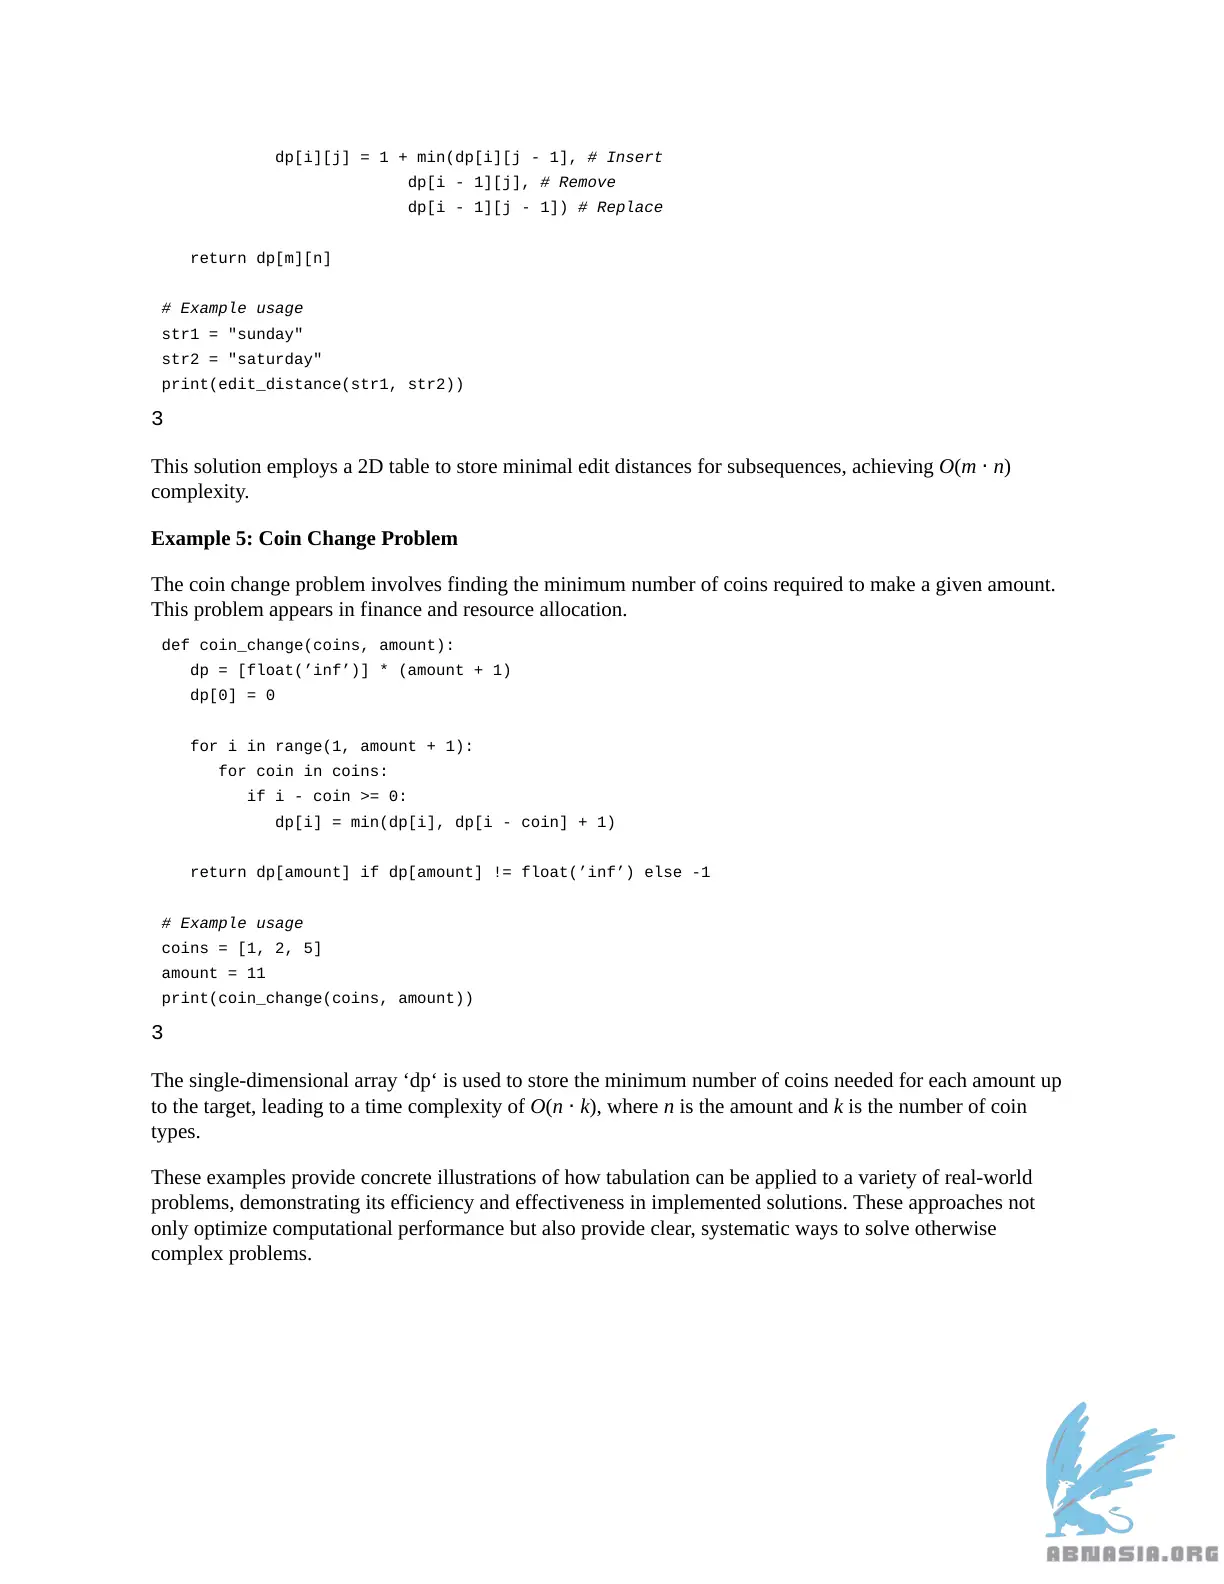 dp[i][j] = 1 + min(dp[i][j - 1], # Insert
dp[i - 1][j], # Remove
dp[i - 1][j - 1]) # Replace
return dp[m][n]
# Example usage
str1 = "sunday"
str2 = "saturday"
print(edit_distance(str1, str2))
3
This solution employs a 2D table to store minimal edit distances for subsequences, achieving O(m ⋅ n)
complexity.
Example 5: Coin Change Problem
The coin change problem involves finding the minimum number of coins required to make a given amount.
This problem appears in finance and resource allocation.
def coin_change(coins, amount):
dp = [float(’inf’)] * (amount + 1)
dp[0] = 0
for i in range(1, amount + 1):
for coin in coins:
if i - coin >= 0:
dp[i] = min(dp[i], dp[i - coin] + 1)
return dp[amount] if dp[amount] != float(’inf’) else -1
# Example usage
coins = [1, 2, 5]
amount = 11
print(coin_change(coins, amount))
3
The single-dimensional array ‘dp‘ is used to store the minimum number of coins needed for each amount up
to the target, leading to a time complexity of O(n ⋅ k), where n is the amount and k is the number of coin
types.
These examples provide concrete illustrations of how tabulation can be applied to a variety of real-world
problems, demonstrating its efficiency and effectiveness in implemented solutions. These approaches not
only optimize computational performance but also provide clear, systematic ways to solve otherwise
complex problems.
ABNASIA.ORG